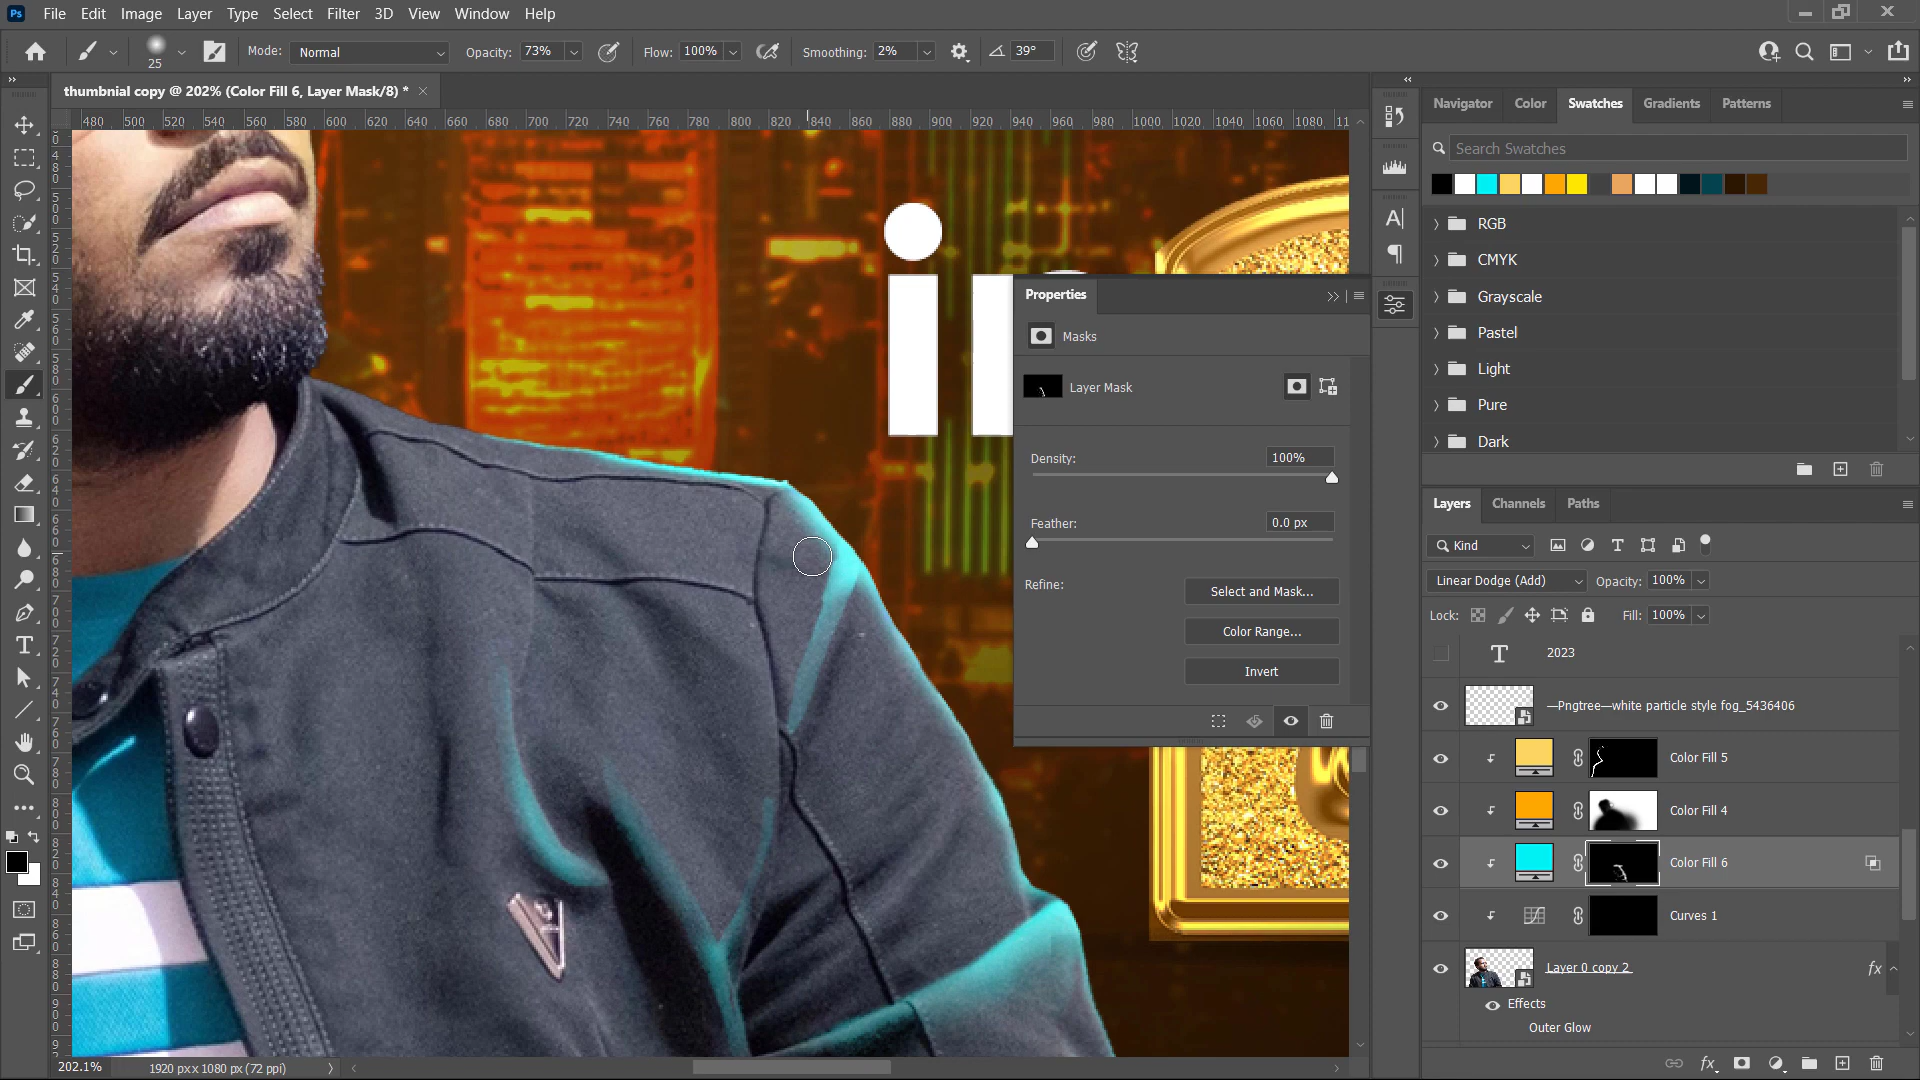 Ps File Edit Image Layer Type Select Filter 3D View Window Help
25 Mode: Normal Opacity: 73% Flow: 100% Smoothing: 2% 39°
thumbnial copy @ 202% (Color Fill 6, Layer Mask/8) *
Navigator Color Swatches Gradients Patterns
480 500 520 540 560 580 600 620 640 660 680 700 720 740 760 780 800 820 840 860 880 900 920 940 960 980 1000 1020 1040 1060 1080
Search Swatches
RGB
CMYK
Grayscale
Pastel
Light
Pure
Dark
Properties
Masks
Layer Mask
Density: 100%
Feather: 0.0 px
Refine: Select and Mask...
Color Range...
Invert
Layers Channels Paths
Kind
Linear Dodge (Add) Opacity: 100%
Lock: Fill: 100%
T 2023
—Pngtree—white particle style fog_5436406
Color Fill 5
Color Fill 4
Color Fill 6
Curves 1
Layer 0 copy 2 fx
Effects
Outer Glow
202.1% 1920 px x 1080 px (72 ppi)